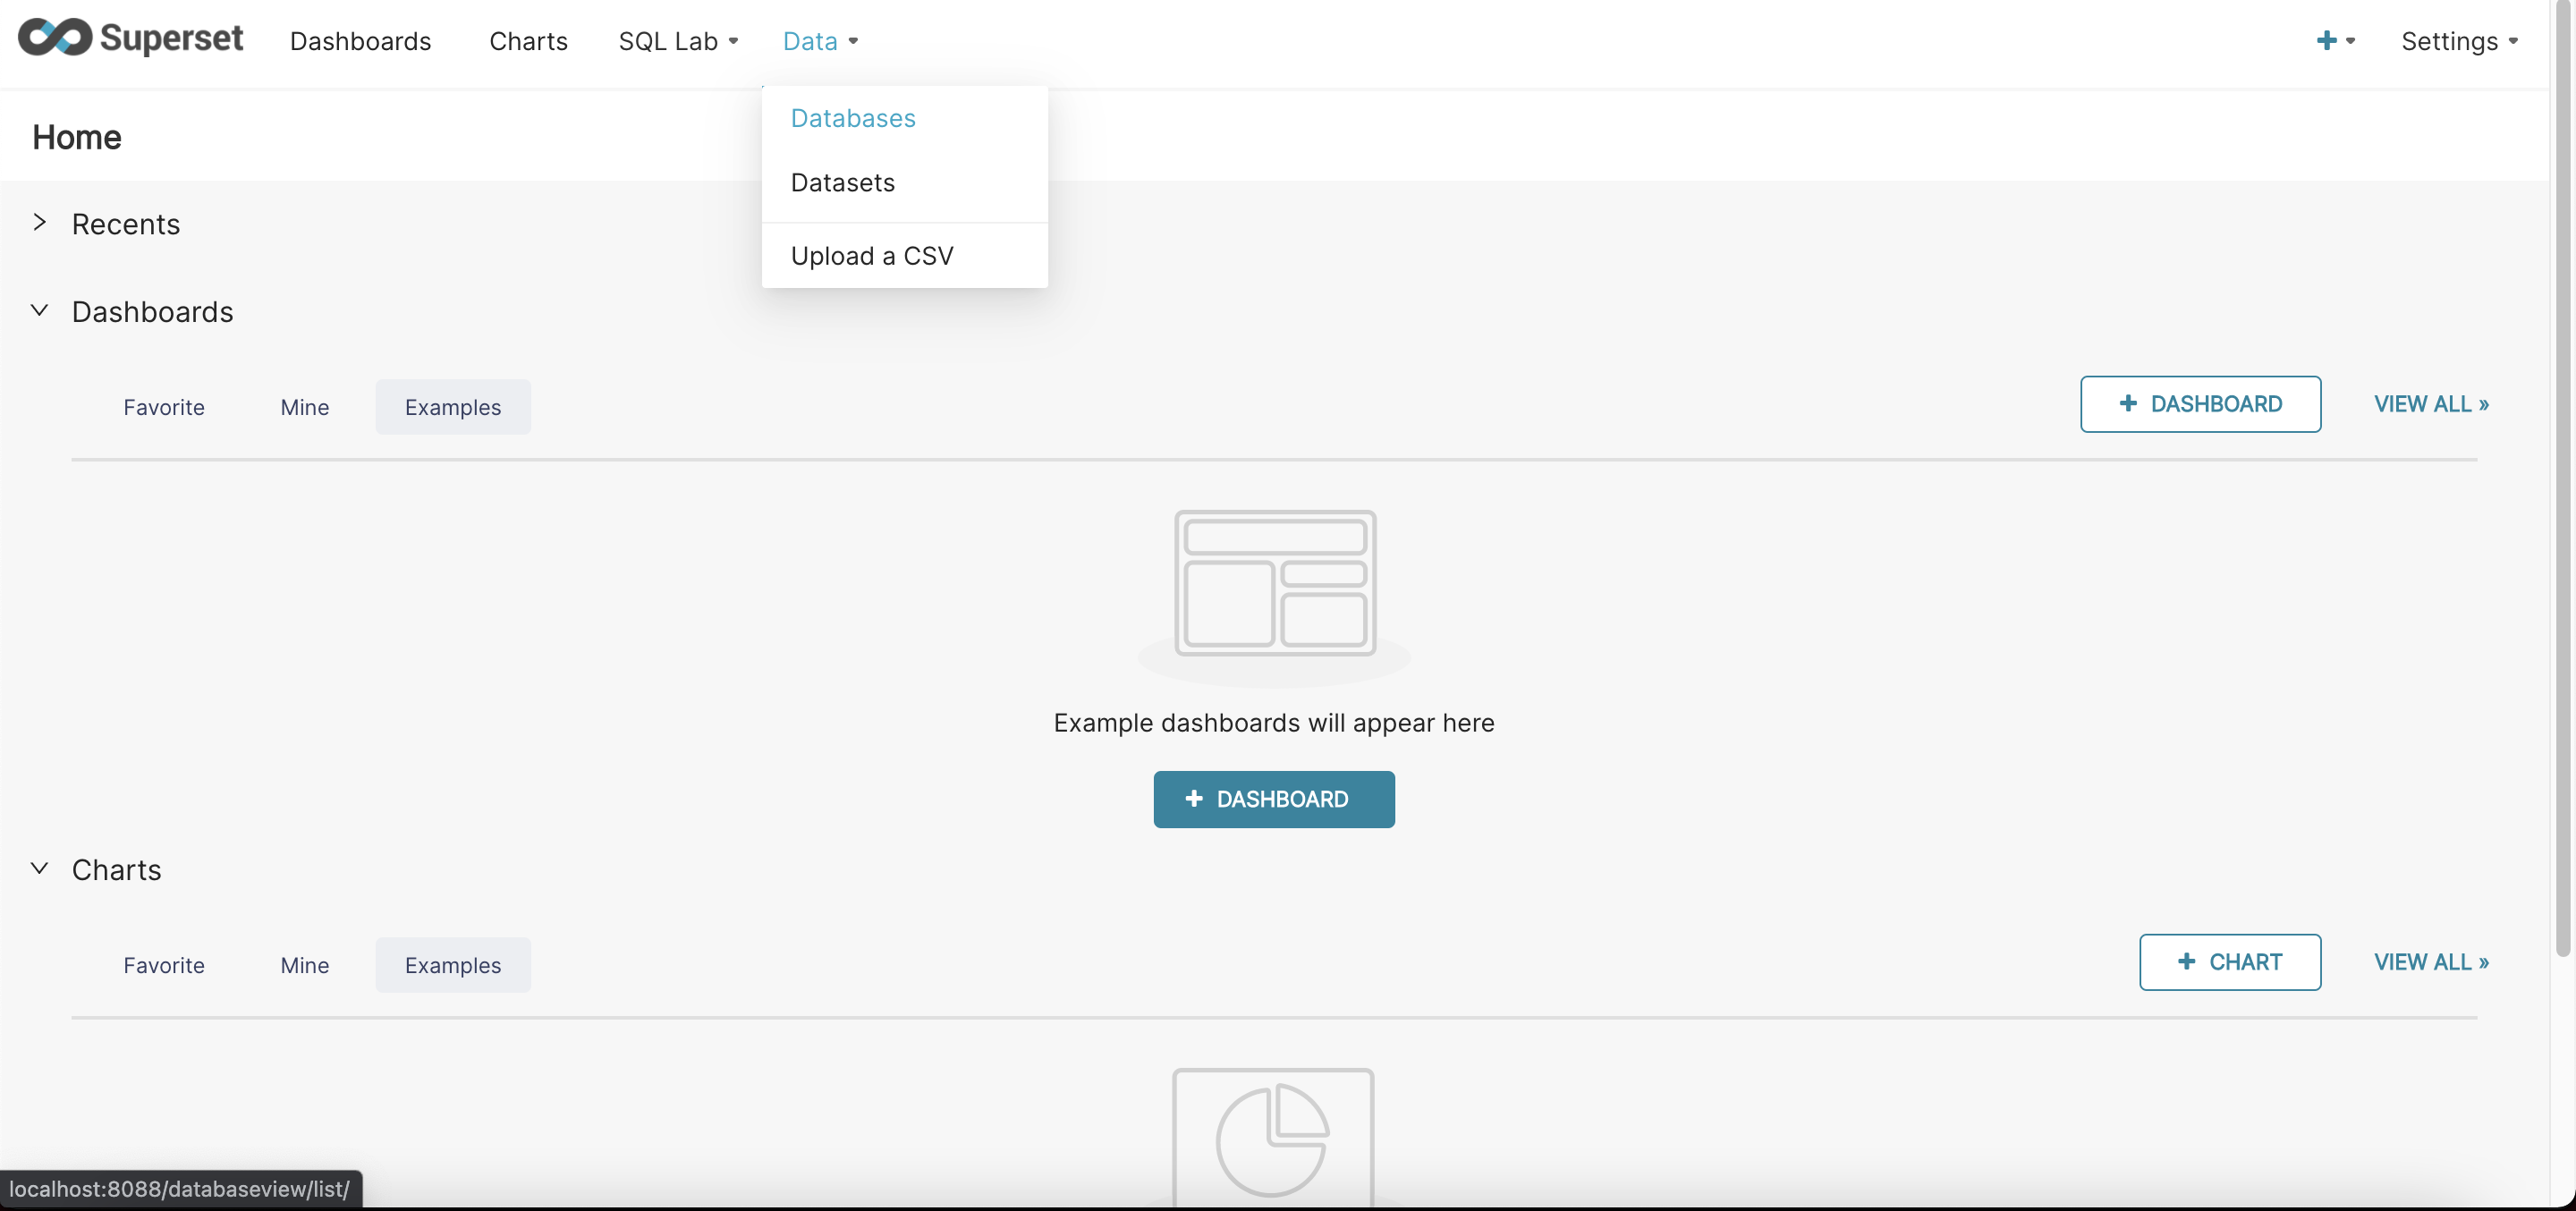 Superset Dashboards Charts SQL Lab Data Settings
Databases
Home
Datasets
Recents
Upload a CSV
Dashboards
Favorite Mine Examples + DASHBOARD VIEW ALL »
Example dashboards will appear here
+ DASHBOARD
Charts
Favorite Mine Examples + CHART VIEW ALL »
localhost:8088/databaseview/list/